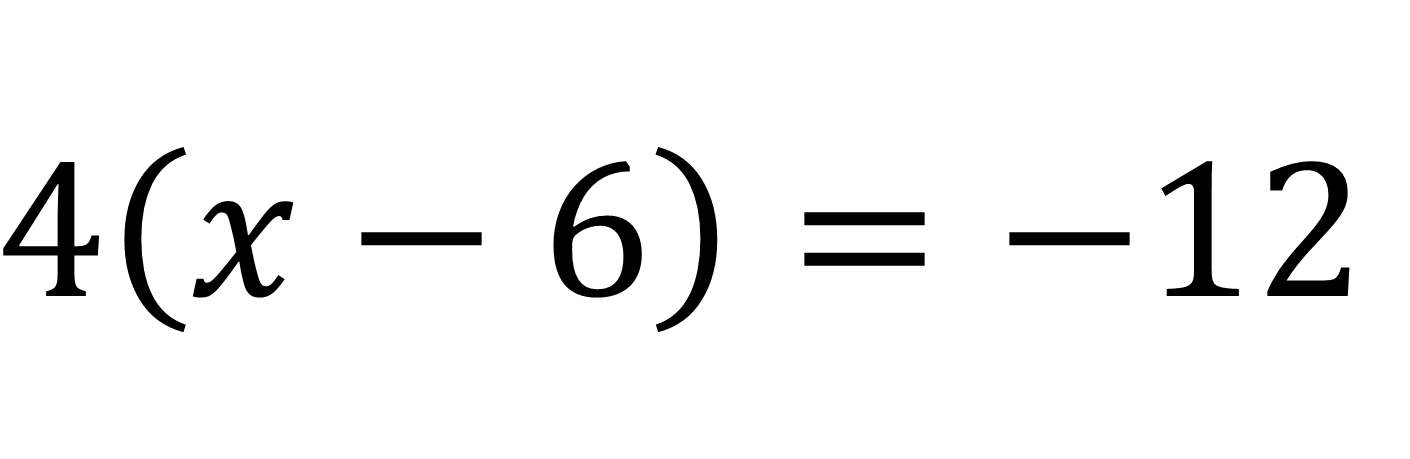 4(x − 6) = −12